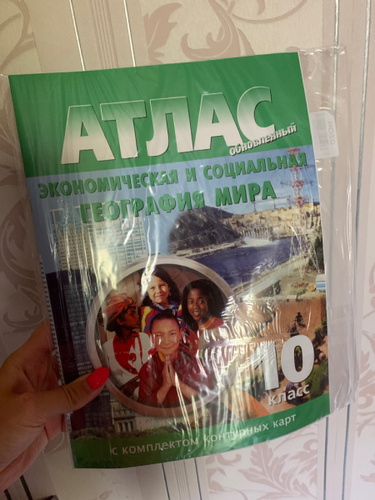 АТЛАС
обновленный
ЭКОНОМИЧЕСКАЯ И СОЦИАЛЬНАЯ
ГЕОГРАФИЯ МИРА
10
класс
с комплектом контурных карт